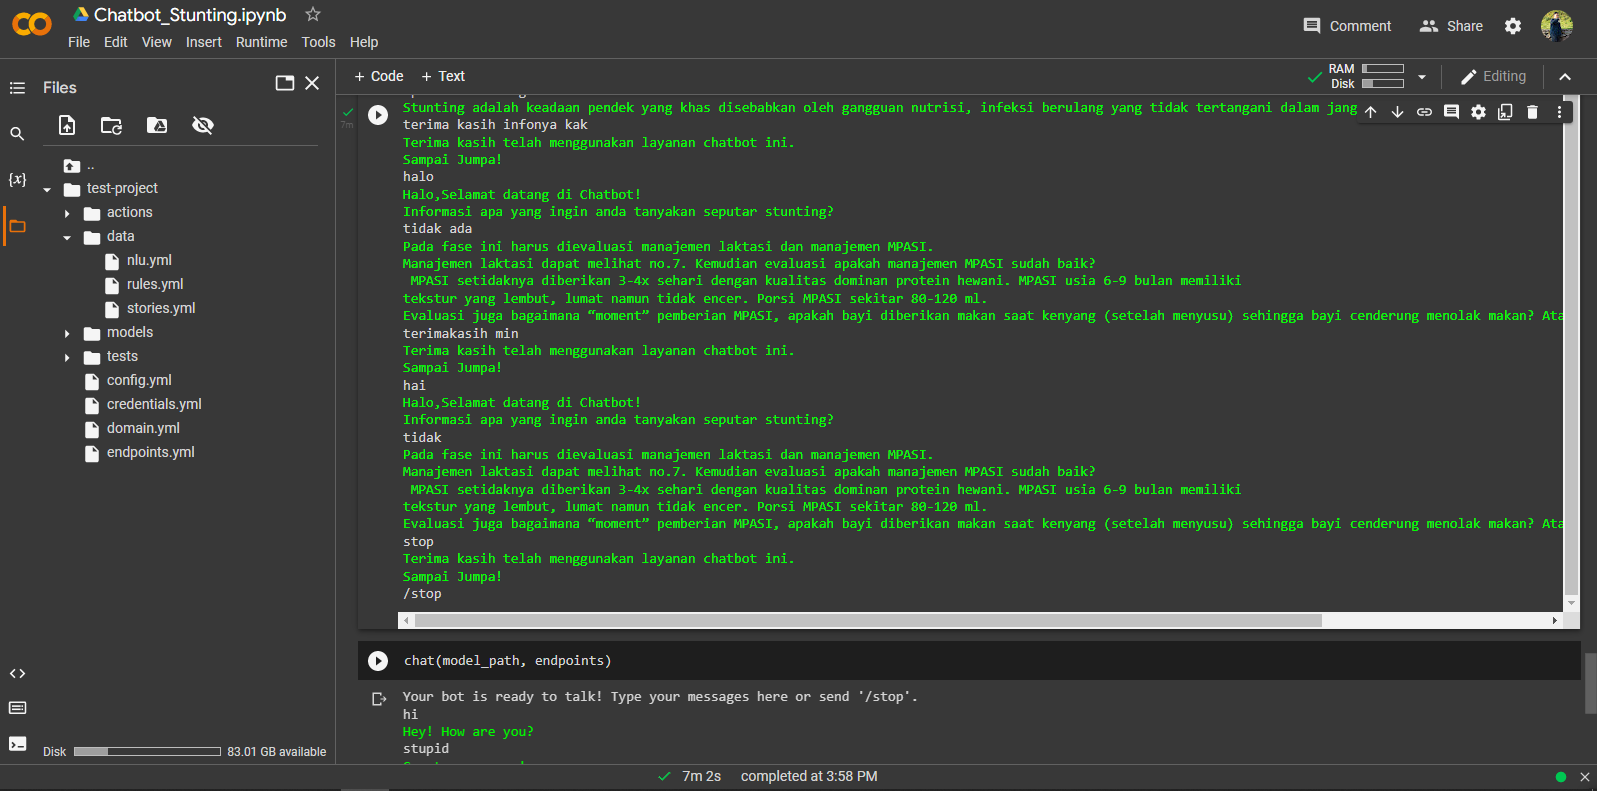 Chatbot_Stunting.ipynb
File Edit View Insert Runtime Tools Help
Comment
Share
Files
+ Code + Text
RAM
Disk
Editing
..
test-project
actions
data
nlu.yml
rules.yml
stories.yml
models
tests
config.yml
credentials.yml
domain.yml
endpoints.yml
{x}
7m
Stunting adalah keadaan pendek yang khas disebabkan oleh gangguan nutrisi, infeksi berulang yang tidak tertangani dalam jang
terima kasih infonya kak
Terima kasih telah menggunakan layanan chatbot ini.
Sampai Jumpa!
halo
Halo,Selamat datang di Chatbot!
Informasi apa yang ingin anda tanyakan seputar stunting?
tidak ada
Pada fase ini harus dievaluasi manajemen laktasi dan manajemen MPASI.
Manajemen laktasi dapat melihat no.7. Kemudian evaluasi apakah manajemen MPASI sudah baik?
MPASI setidaknya diberikan 3-4x sehari dengan kualitas dominan protein hewani. MPASI usia 6-9 bulan memiliki
tekstur yang lembut, lumat namun tidak encer. Porsi MPASI sekitar 80-120 ml.
Evaluasi juga bagaimana “moment” pemberian MPASI, apakah bayi diberikan makan saat kenyang (setelah menyusu) sehingga bayi cenderung menolak makan? Ata
terimakasih min
Terima kasih telah menggunakan layanan chatbot ini.
Sampai Jumpa!
hai
Halo,Selamat datang di Chatbot!
Informasi apa yang ingin anda tanyakan seputar stunting?
tidak
Pada fase ini harus dievaluasi manajemen laktasi dan manajemen MPASI.
Manajemen laktasi dapat melihat no.7. Kemudian evaluasi apakah manajemen MPASI sudah baik?
MPASI setidaknya diberikan 3-4x sehari dengan kualitas dominan protein hewani. MPASI usia 6-9 bulan memiliki
tekstur yang lembut, lumat namun tidak encer. Porsi MPASI sekitar 80-120 ml.
Evaluasi juga bagaimana “moment” pemberian MPASI, apakah bayi diberikan makan saat kenyang (setelah menyusu) sehingga bayi cenderung menolak makan? Ata
stop
Terima kasih telah menggunakan layanan chatbot ini.
Sampai Jumpa!
/stop
chat(model_path, endpoints)
Your bot is ready to talk! Type your messages here or send '/stop'.
hi
Hey! How are you?
stupid
Disk 83.01 GB available
7m 2s completed at 3:58 PM